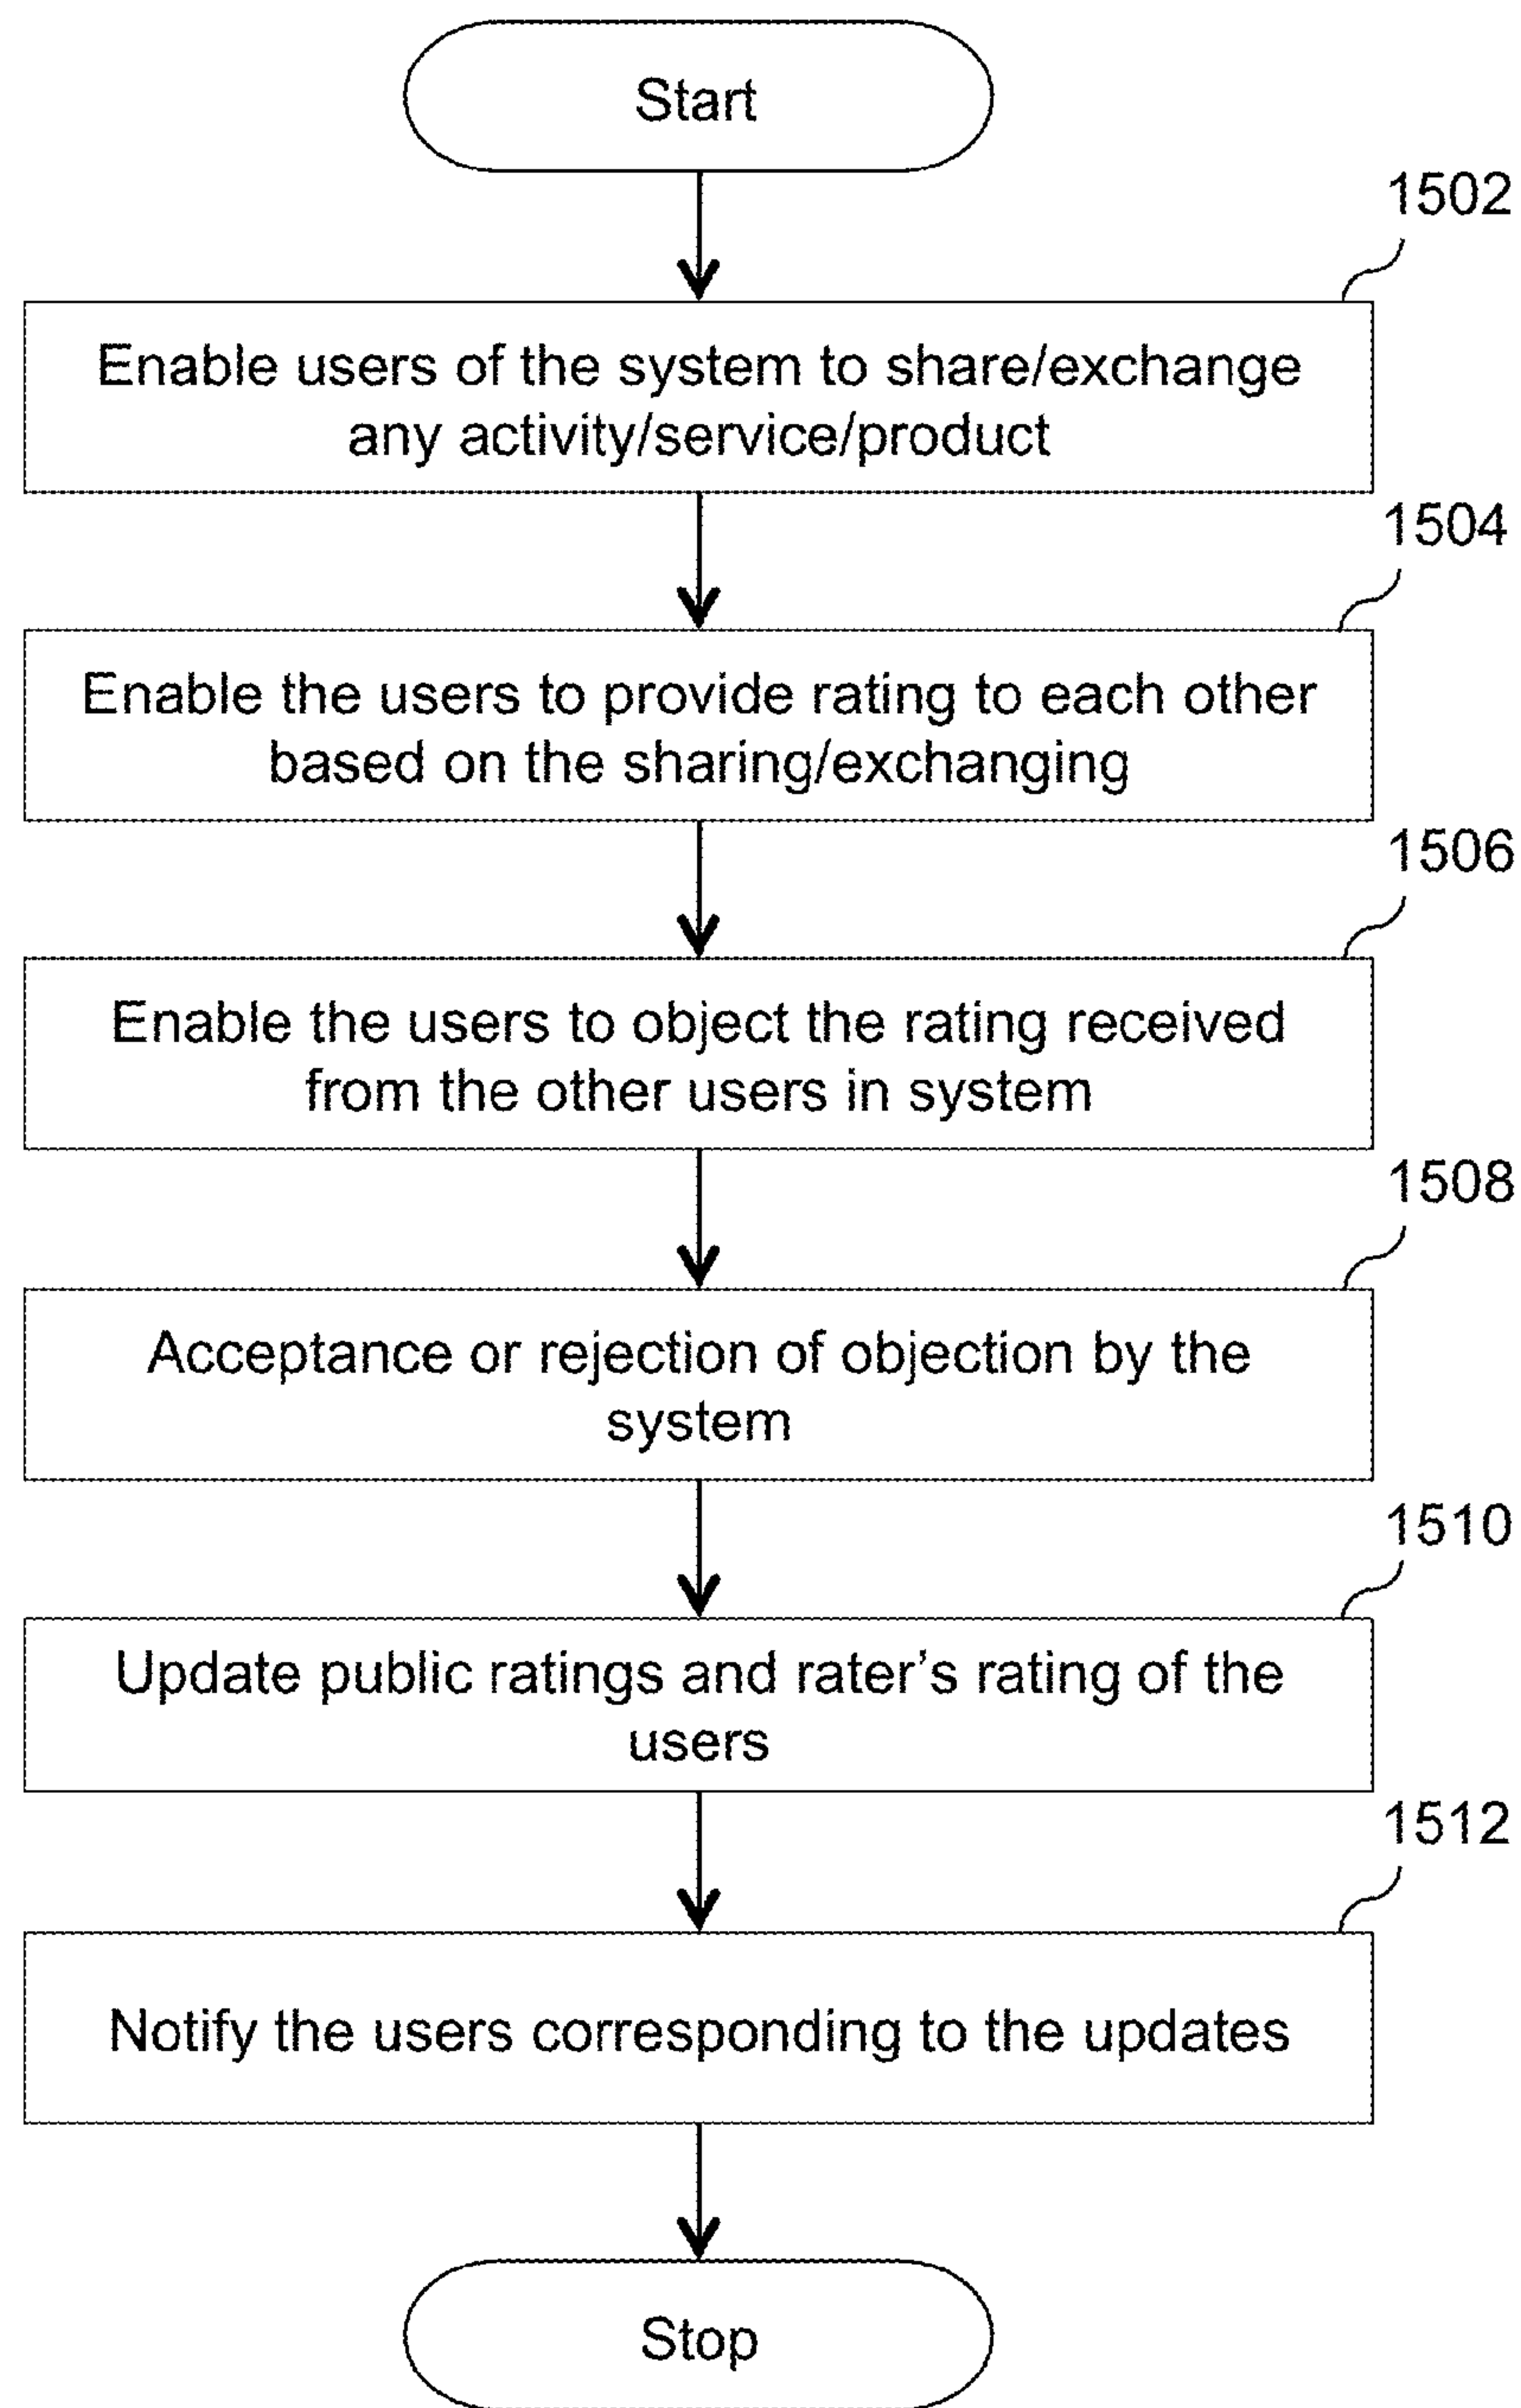 Start
1502
Enable users of the system to share/exchange
any activity/service/product
1504
Enable the users to provide rating to each other
based on the sharing/exchanging
1506
Enable the users to object the rating received
from the other users in system
1508
Acceptance or rejection of objection by the
system
1510
Update public ratings and rater’s rating of the
users
1512
Notify the users corresponding to the updates
Stop